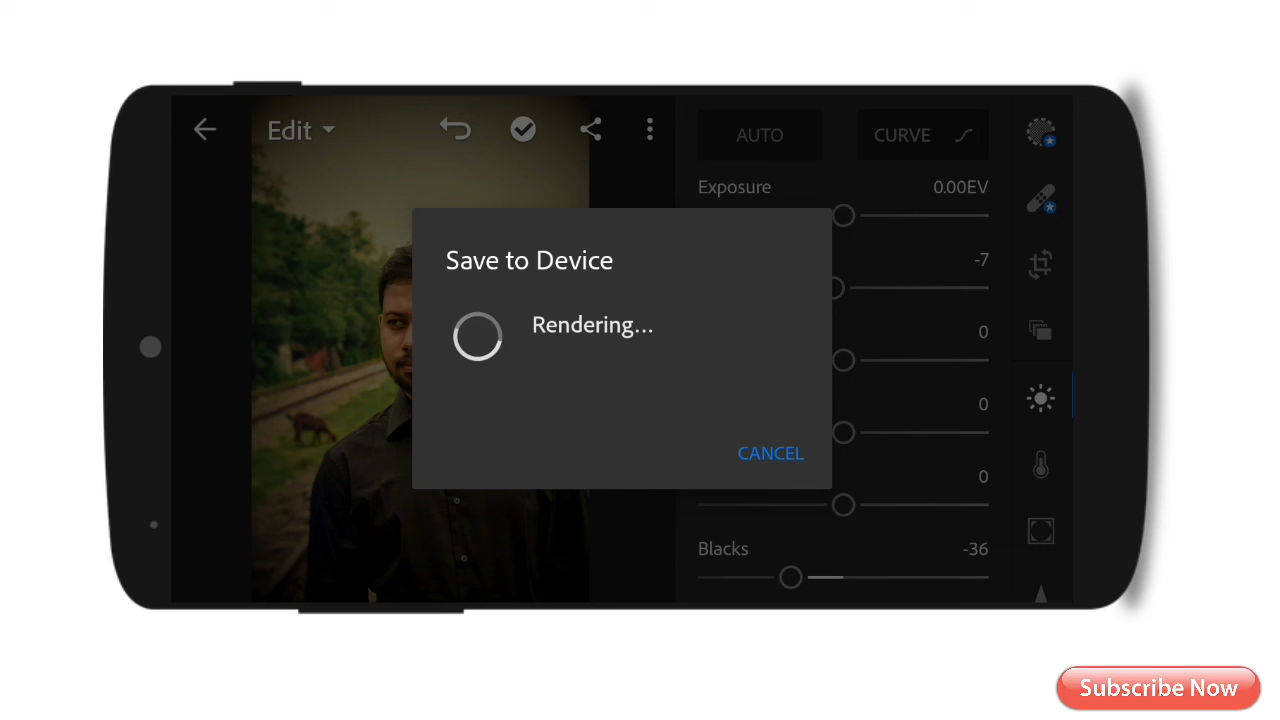 Edit
AUTO
CURVE
Exposure 0.00EV
-7
0
0
0
Blacks -36
Save to Device
Rendering...
CANCEL
Subscribe Now